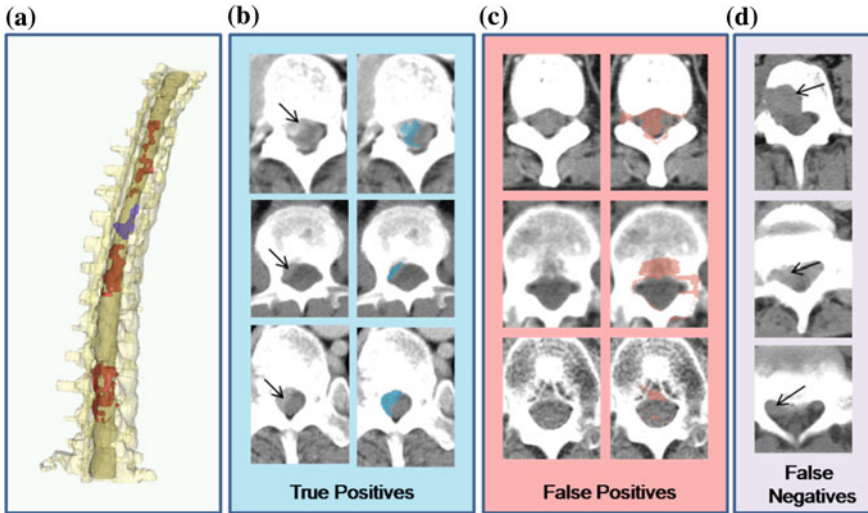 (a)
(b)
(c)
(d)
True Positives
False Positives
False
Negatives